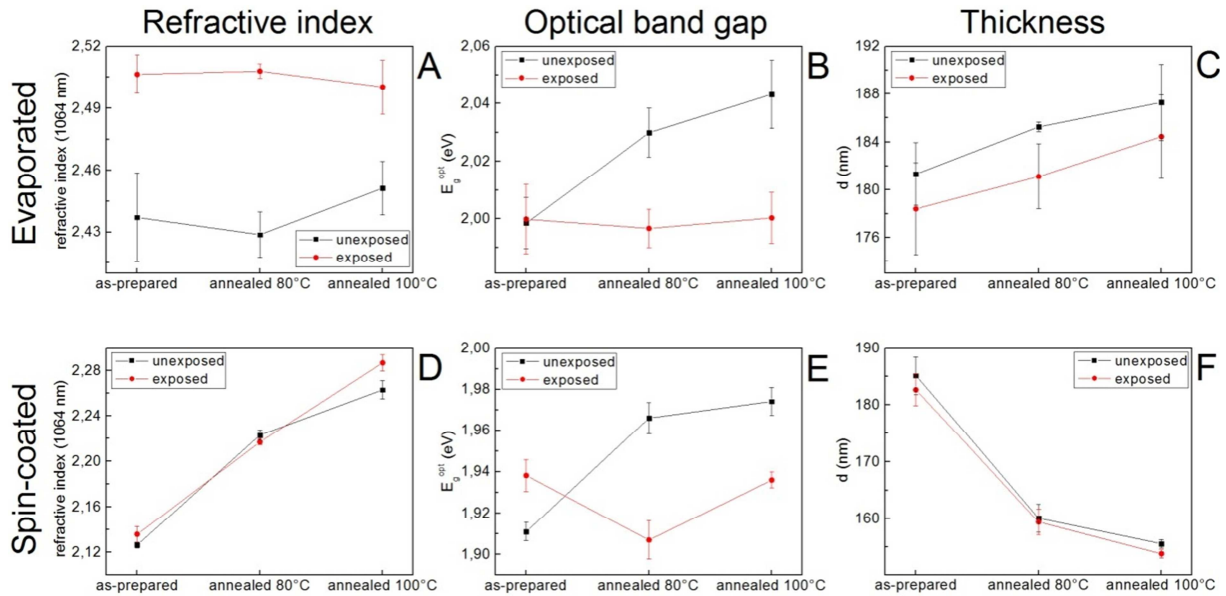 Refractive index
Optical band gap
Thickness
Evaporated
Spin-coated
A
refractive index (1064 nm)
2,52
2,49
2,46
2,43
unexposed
exposed
as-prepared
annealed 80°C
annealed 100°C
B
E_g^opt (eV)
2,06
2,04
2,02
2,00
unexposed
exposed
as-prepared
annealed 80°C
annealed 100°C
C
d (nm)
192
188
184
180
176
unexposed
exposed
as-prepared
annealed 80°C
annealed 100°C
D
refractive index (1064 nm)
2,28
2,24
2,20
2,16
2,12
unexposed
exposed
as-prepared
annealed 80°C
annealed 100°C
E
E_g^opt (eV)
2,00
1,98
1,96
1,94
1,92
1,90
unexposed
exposed
as-prepared
annealed 80°C
annealed 100°C
F
d (nm)
190
180
170
160
unexposed
exposed
as-prepared
annealed 80°C
annealed 100°C